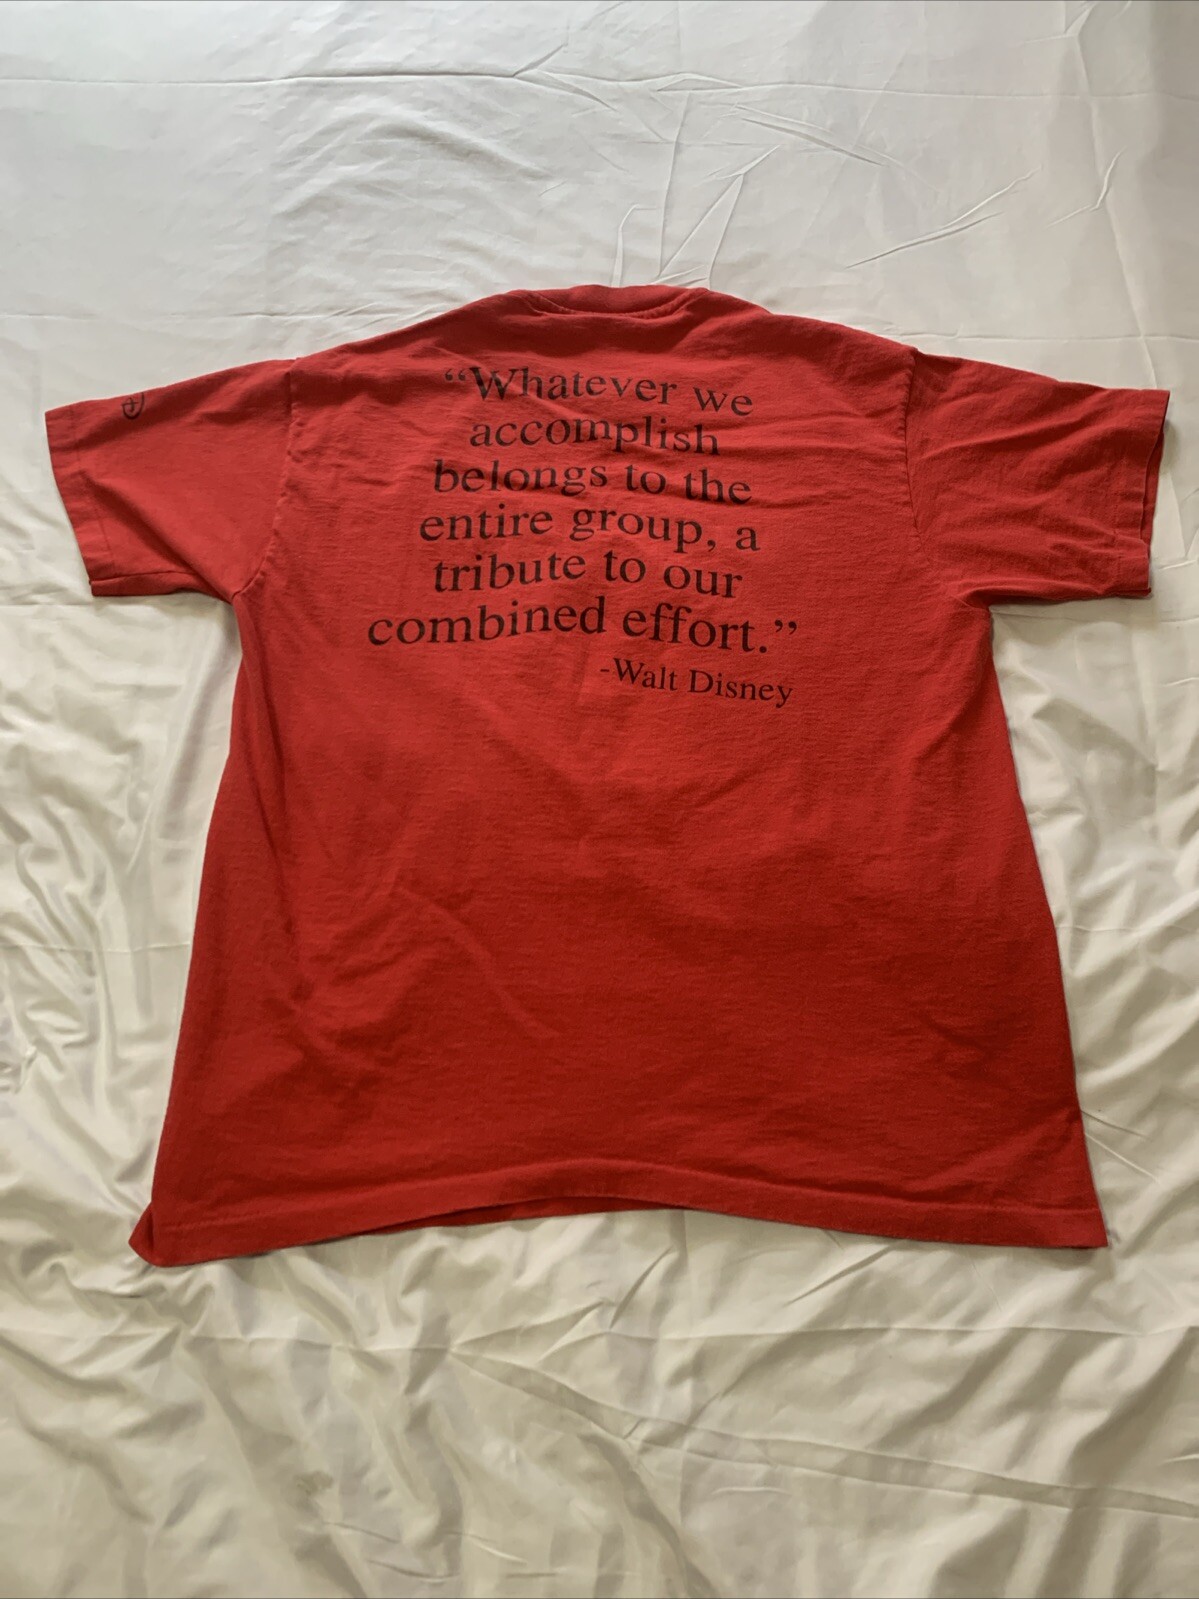 “Whatever we
accomplish
belongs to the
entire group, a
tribute to our
combined effort.”
-Walt Disney